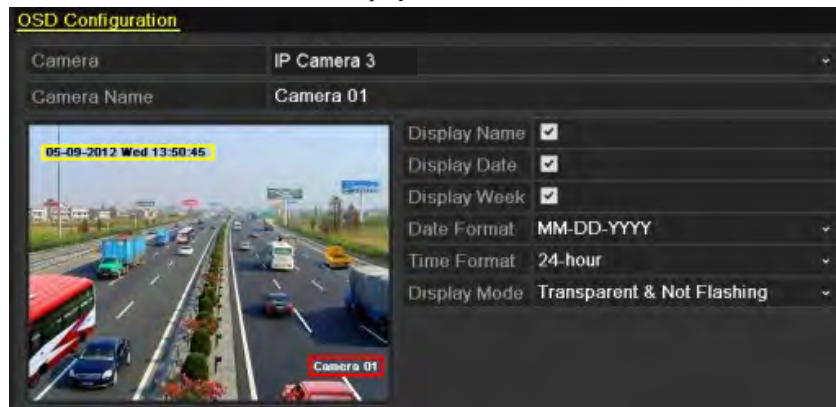 OSD Configuration
Camera IP Camera 3
Camera Name Camera 01
05-09-2012 Wed 13:50:45
Display Name
Display Date
Display Week
Date Format MM-DD-YYYY
Time Format 24-hour
Display Mode Transparent & Not Flashing
Camera 01